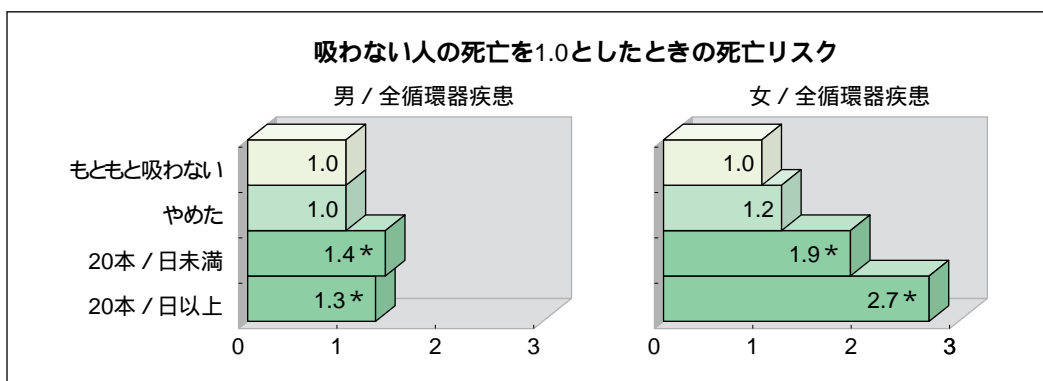 吸わない人の死亡を1.0としたときの死亡リスク
男 / 全循環器疾患
女 / 全循環器疾患
もともと吸わない
1.0
1.0
やめた
1.0
1.2
20本 / 日未満
1.4*
1.9*
20本 / 日以上
1.3*
2.7*
0 1 2 3
0 1 2 3